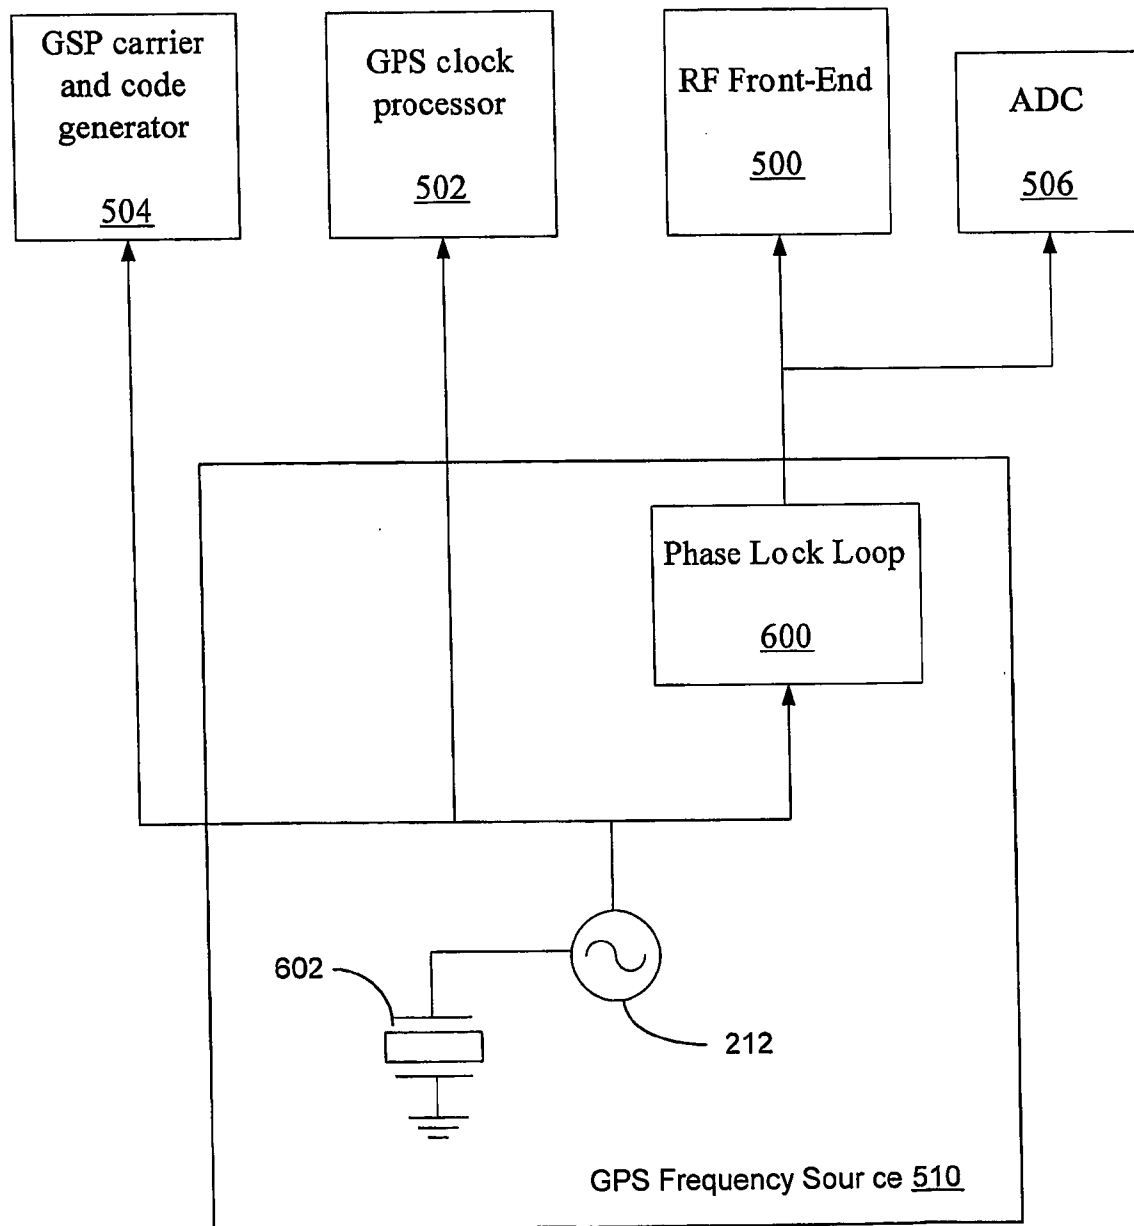 GSP carrier
and code
generator
504
GPS clock
processor
502
RF Front-End
500
ADC
506
Phase Lock Loop
600
602
212
GPS Frequency Sour ce 510